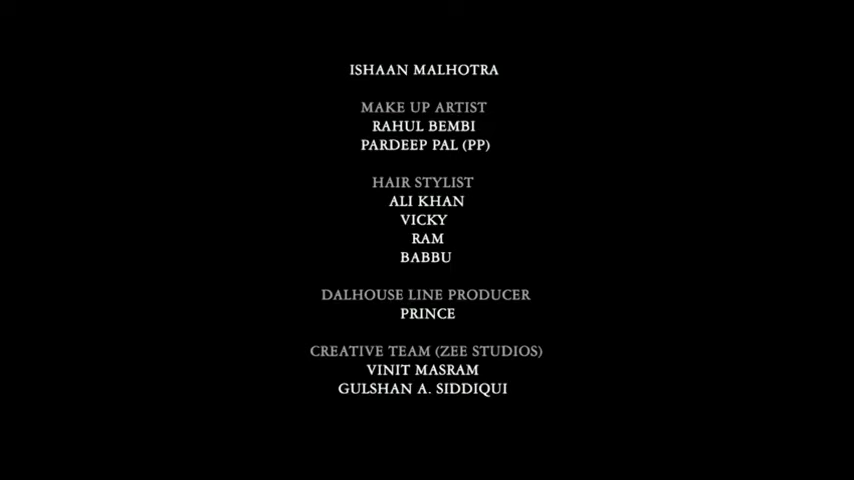 ISHAAN MALHOTRA
MAKE UP ARTIST
RAHUL BEMBI
PARDEEP PAL (PP)
HAIR STYLIST
ALI KHAN
VICKY
RAM
BABBU
DALHOUSE LINE PRODUCER
PRINCE
CREATIVE TEAM (ZEE STUDIOS)
VINIT MASRAM
GULSHAN A. SIDDIQUI